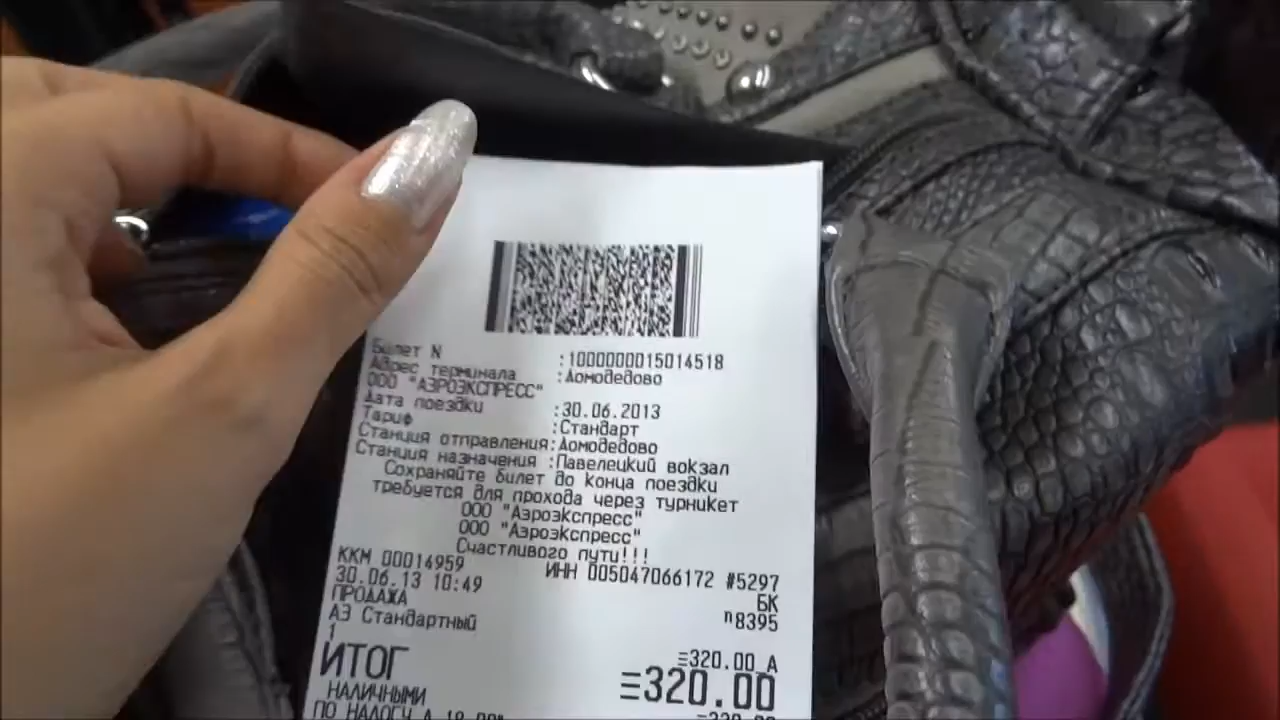 Билет N :1000000015014518
Адрес терминала :Домодедово
ООО "АЭРОЭКСПРЕСС"
Дата поездки :30.06.2013
Тариф :Стандарт
Станция отправления:Домодедово
Станция назначения :Павелецкий вокзал
Сохраняйте билет до конца поездки
требуется для прохода через турникет
ООО "Аэроэкспресс"
ООО "Аэроэкспресс"
Счастливого пути!!!
ККМ 00014959 ИНН 005047066172 #5297
30.06.13 10:49 БК
ПРОДАЖА п8395
АЭ Стандартный
1 ≡320.00 А
ИТОГ ≡320.00
НАЛИЧНЫМИ
ПО НАЛОГУ А